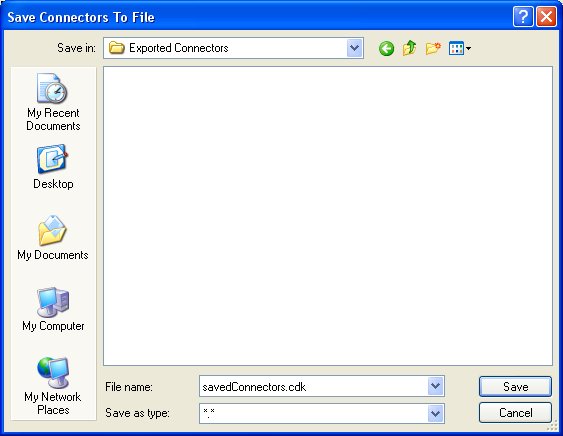 Save Connectors To File
Save in:
Exported Connectors
My Recent
Documents
Desktop
My Documents
My Computer
My Network
Places
File name:
savedConnectors.cdk
Save
Save as type:
*.*
Cancel